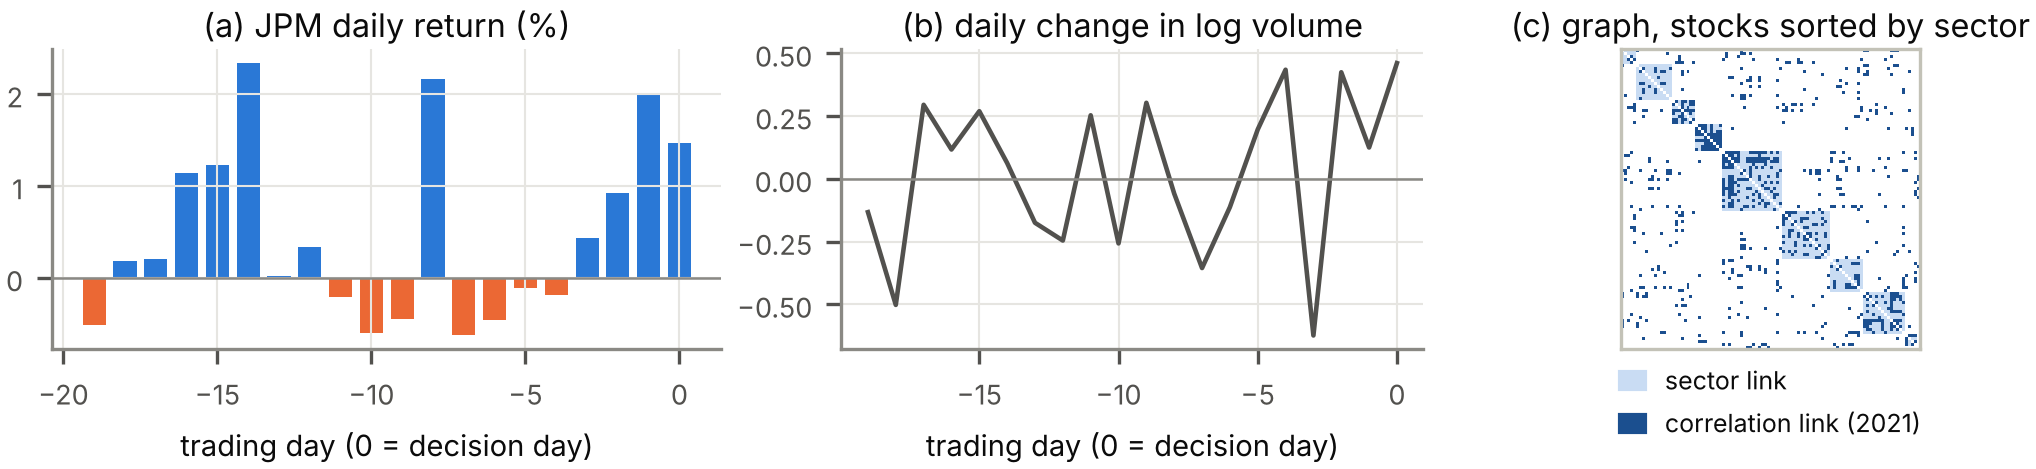 (a) JPM daily return (%)
2
1
0
−20 −15 −10 −5 0
trading day (0 = decision day)
(b) daily change in log volume
0.50
0.25
0.00
−0.25
−0.50
−15 −10 −5 0
trading day (0 = decision day)
(c) graph, stocks sorted by sector
sector link
correlation link (2021)